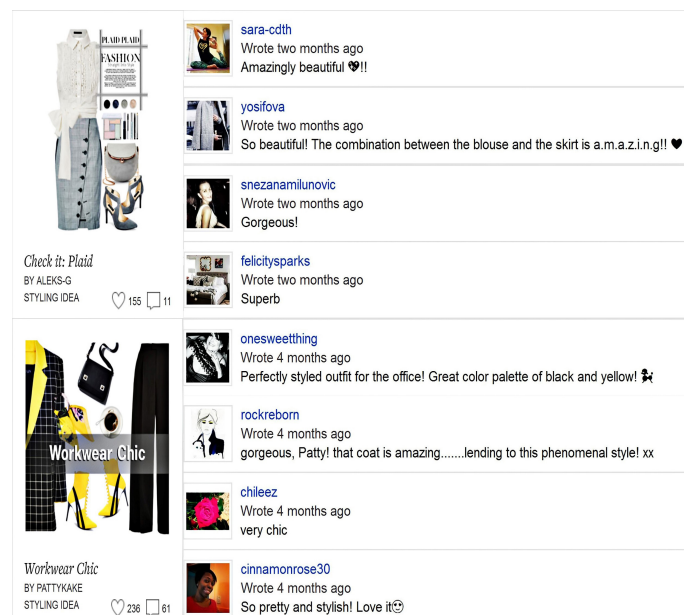 PLAID PLAID
FASHION
Check it: Plaid
BY ALEKS-G
STYLING IDEA
155
11
sara-cdth
Wrote two months ago
Amazingly beautiful 💖!!
yosifova
Wrote two months ago
So beautiful! The combination between the blouse and the skirt is a.m.a.z.i.n.g!! ♥
snezanamilunovic
Wrote two months ago
Gorgeous!
felicitysparks
Wrote two months ago
Superb
Workwear Chic
Workwear Chic
BY PATTYKAKE
STYLING IDEA
236
61
onesweetthing
Wrote 4 months ago
Perfectly styled outfit for the office! Great color palette of black and yellow! 💃
rockreborn
Wrote 4 months ago
gorgeous, Patty! that coat is amazing.......lending to this phenomenal style! xx
chileez
Wrote 4 months ago
very chic
cinnamonrose30
Wrote 4 months ago
So pretty and stylish! Love it😍